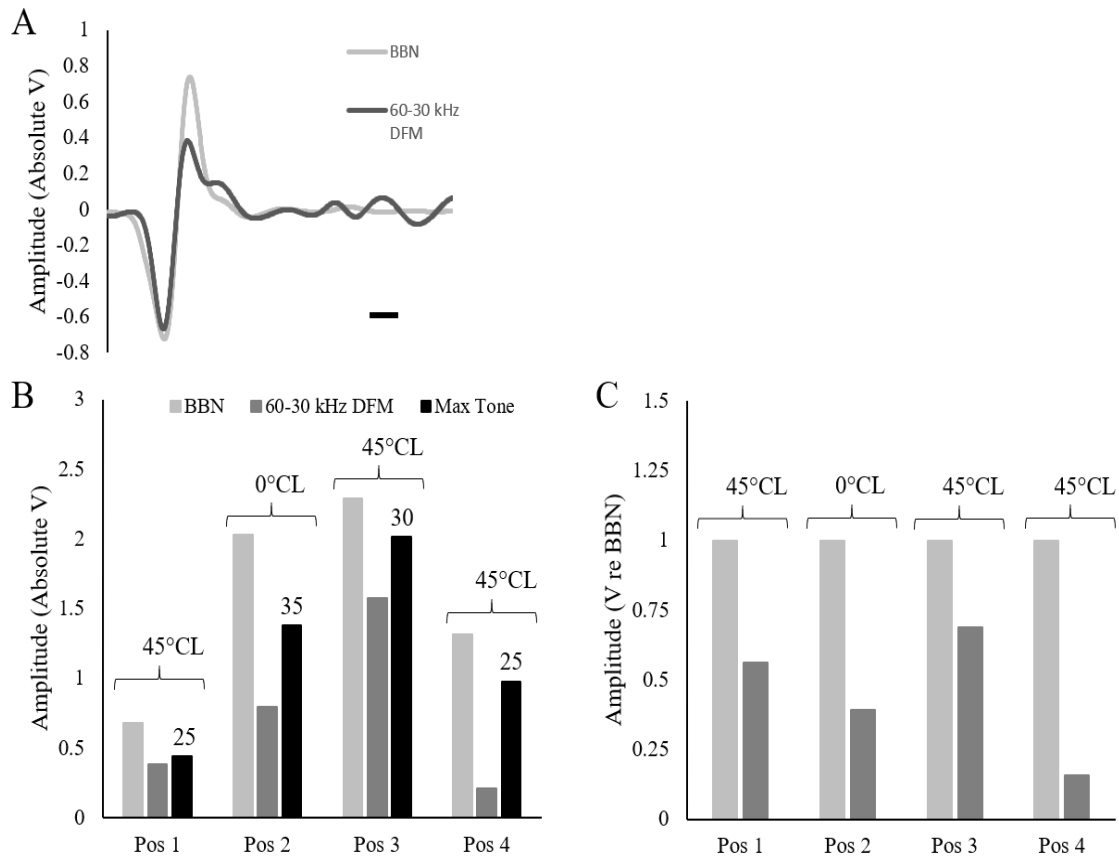 A
Amplitude (Absolute V)
1
0.8
0.6
0.4
0.2
0
-0.2
-0.4
-0.6
-0.8
BBN
60-30 kHz
DFM
B
Amplitude (Absolute V)
3
2.5
2
1.5
1
0.5
0
BBN 60-30 kHz DFM Max Tone
45°CL
0°CL
45°CL
45°CL
25
35
30
25
Pos 1 Pos 2 Pos 3 Pos 4
C
Amplitude (V re BBN)
1.5
1.25
1
0.75
0.5
0.25
0
45°CL 0°CL 45°CL 45°CL
Pos 1 Pos 2 Pos 3 Pos 4